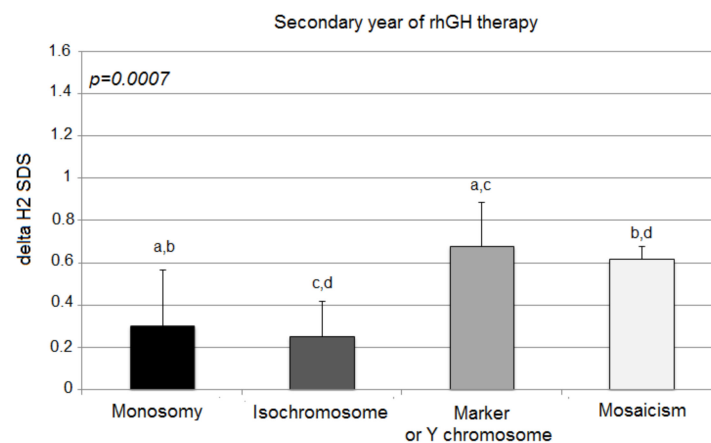 Secondary year of rhGH therapy
1.6
p=0.0007
1.4
1.2
1
0.8
0.6
0.4
0.2
0
delta H2 SDS
a,b
c,d
a,c
b,d
Monosomy
Isochromosome
Marker
or Y chromosome
Mosaicism